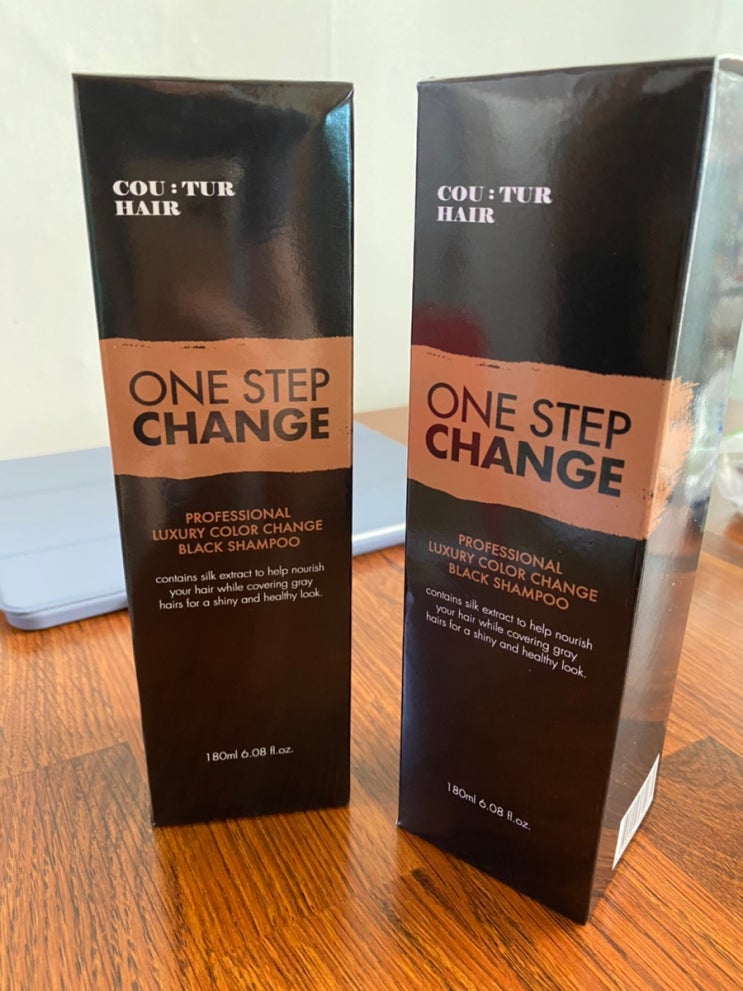 COU : TUR
HAIR
ONE STEP
CHANGE
PROFESSIONAL
LUXURY COLOR CHANGE
BLACK SHAMPOO
contains silk extract to help nourish
your hair while covering gray
hairs for a shiny and healthy look.
180ml 6.08 fl.oz.
COU : TUR
HAIR
ONE STEP
CHANGE
PROFESSIONAL
LUXURY COLOR CHANGE
BLACK SHAMPOO
contains silk extract to help nourish
your hair while covering gray
hairs for a shiny and healthy look.
180ml 6.08 fl.oz.